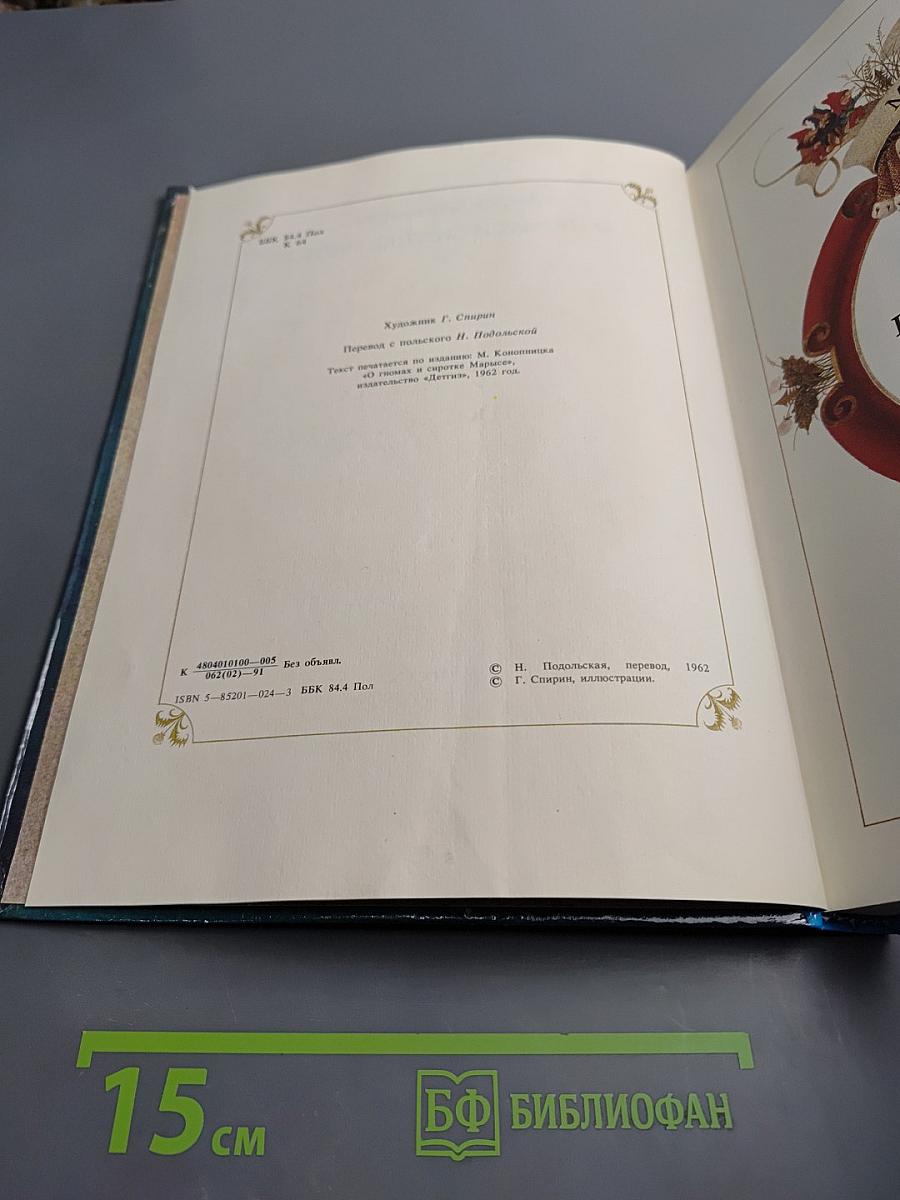 ББК 84.4 Пол
К 64
Художник Г. Спирин
Перевод с польского Н. Подольской
Текст печатается по изданию: М. Конопницка
«О гномах и сиротке Марысе»,
издательство «Детгиз», 1962 год.
К 4804010100—005 Без объявл.
062(02)—91
ISBN 5—85201—024—3 ББК 84.4 Пол
© Н. Подольская, перевод, 1962
© Г. Спирин, иллюстрации.
15 см
БФ БИБЛИОФАН